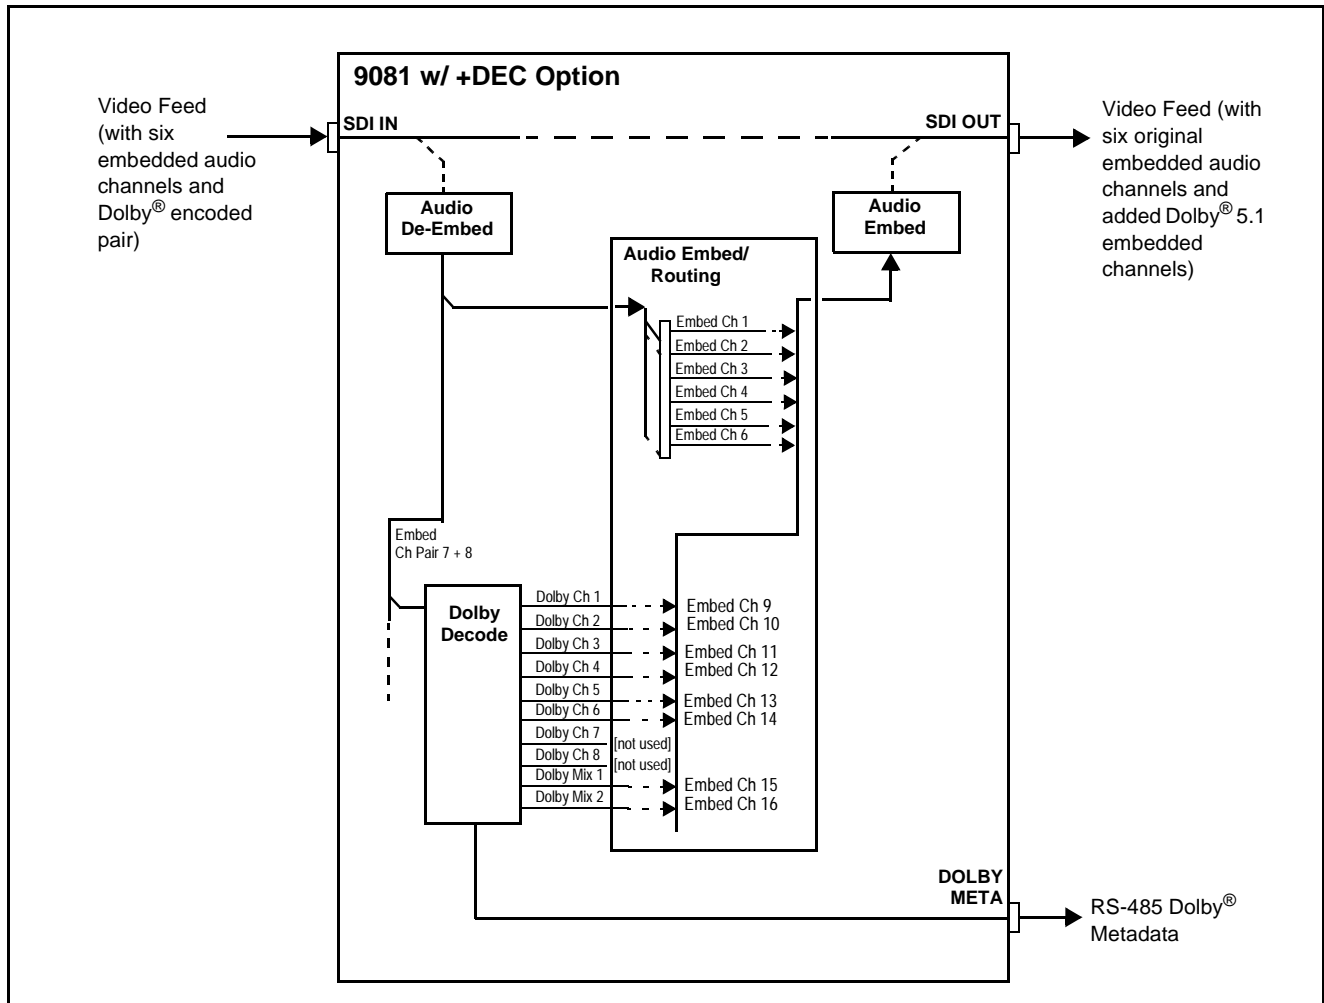 9081 w/ +DEC Option
Video Feed
(with six
embedded audio
channels and
Dolby® encoded
pair)
SDI IN
SDI OUT
Video Feed (with
six original
embedded audio
channels and
added Dolby® 5.1
embedded
channels)
Audio
De-Embed
Audio
Embed
Audio Embed/
Routing
Embed Ch 1
Embed Ch 2
Embed Ch 3
Embed Ch 4
Embed Ch 5
Embed Ch 6
Embed
Ch Pair 7 + 8
Dolby
Decode
Dolby Ch 1
Dolby Ch 2
Dolby Ch 3
Dolby Ch 4
Dolby Ch 5
Dolby Ch 6
Dolby Ch 7
Dolby Ch 8
Dolby Mix 1
Dolby Mix 2
[not used]
[not used]
Embed Ch 9
Embed Ch 10
Embed Ch 11
Embed Ch 12
Embed Ch 13
Embed Ch 14
Embed Ch 15
Embed Ch 16
DOLBY
META
RS-485 Dolby®
Metadata